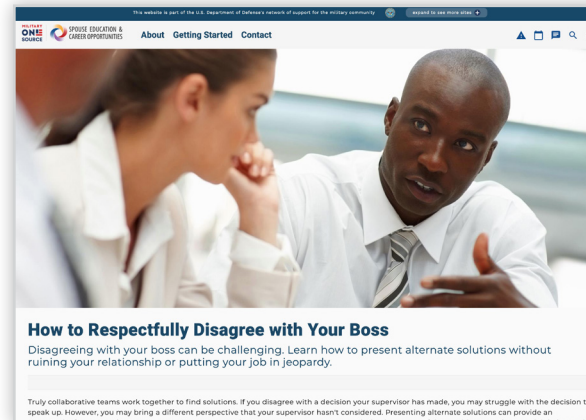 This website is part of the U.S. Department of Defense's network of support for the military community
expand to see more sites +
MILITARY
ONE
SOURCE
SPOUSE EDUCATION &
CAREER OPPORTUNITIES
About Getting Started Contact
How to Respectfully Disagree with Your Boss
Disagreeing with your boss can be challenging. Learn how to present alternate solutions without
ruining your relationship or putting your job in jeopardy.
Truly collaborative teams work together to find solutions. If you disagree with a decision your supervisor has made, you may struggle with the decision t
speak up. However, you may bring a different perspective that your supervisor hasn't considered. Presenting alternate solutions can provide an